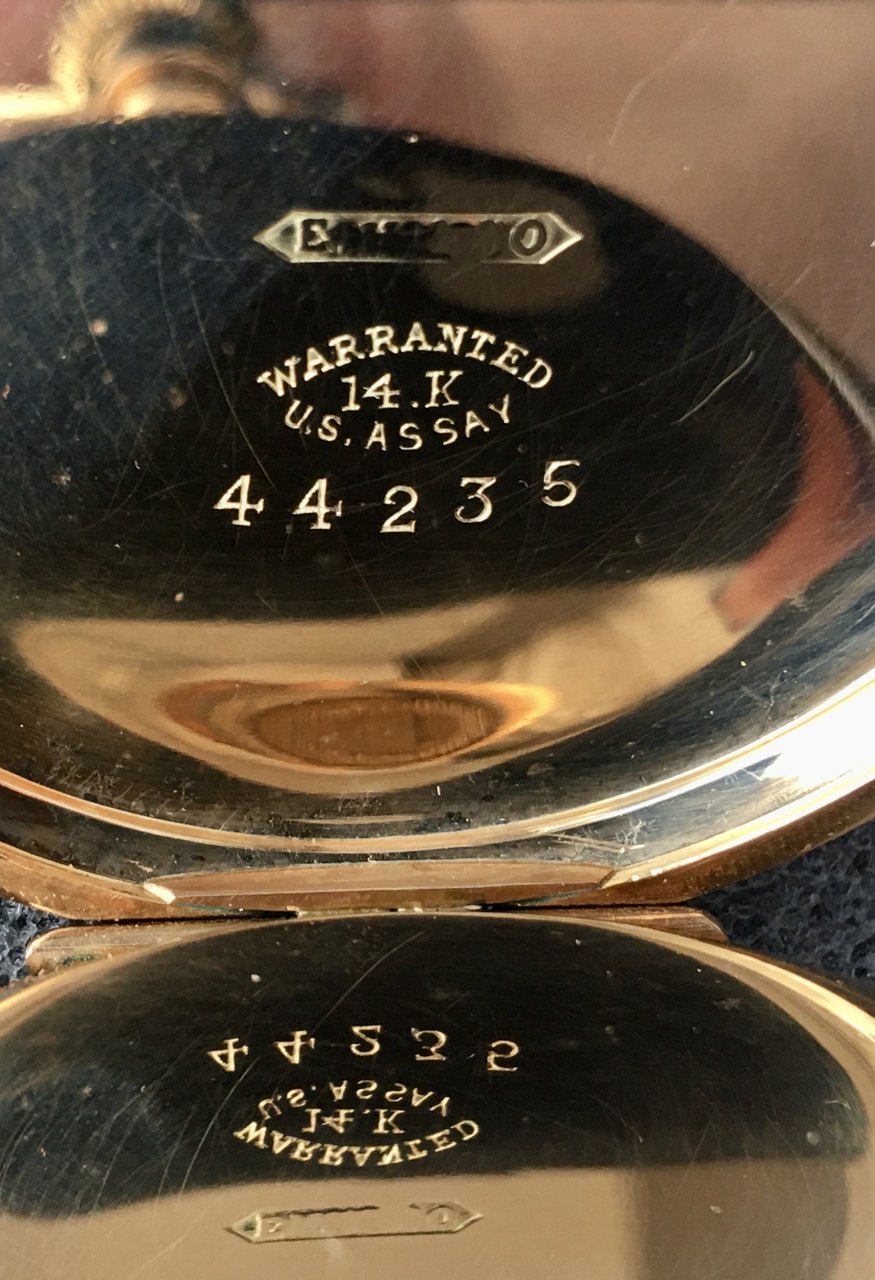 WARRANTED
14.K
U.S. ASSAY
44235